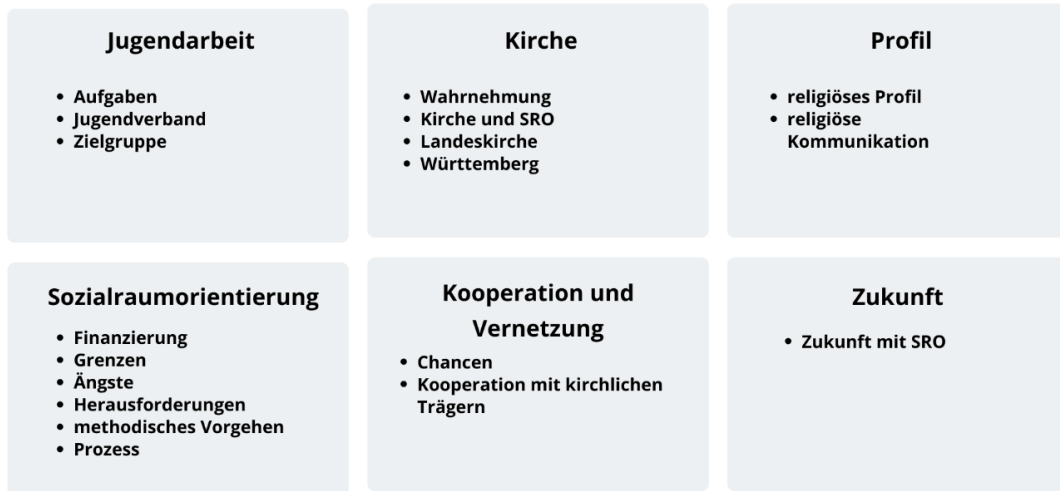 Jugendarbeit
• Aufgaben
• Jugendverband
• Zielgruppe
Kirche
• Wahrnehmung
• Kirche und SRO
• Landeskirche
• Württemberg
Profil
• religiöses Profil
• religiöse
Kommunikation
Sozialraumorientierung
• Finanzierung
• Grenzen
• Ängste
• Herausforderungen
• methodisches Vorgehen
• Prozess
Kooperation und
Vernetzung
• Chancen
• Kooperation mit kirchlichen
Trägern
Zukunft
• Zukunft mit SRO